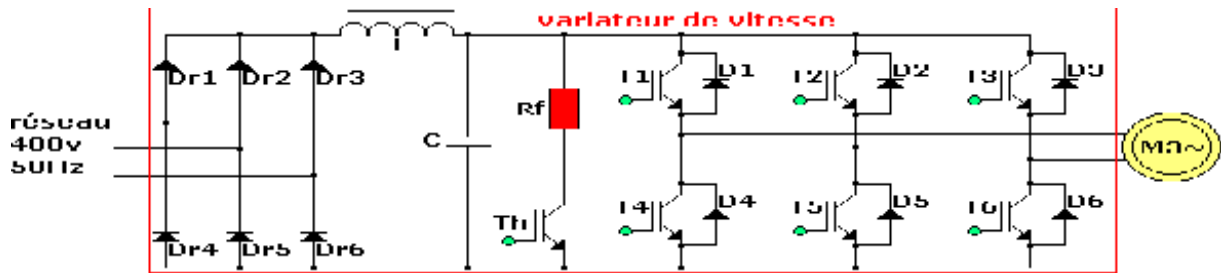 variateur de vitesse
Dr1 Dr2 Dr3
T1 D1 T2 D2 T3 D3
Rf
réseau
400v
50Hz
C
M3~
Th
T4 D4 T5 D5 T6 D6
Dr4 Dr5 Dr6